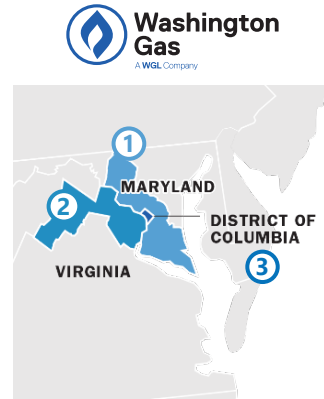 Washington
Gas
A WGL Company
1
MARYLAND
2
DISTRICT OF
COLUMBIA
VIRGINIA
3